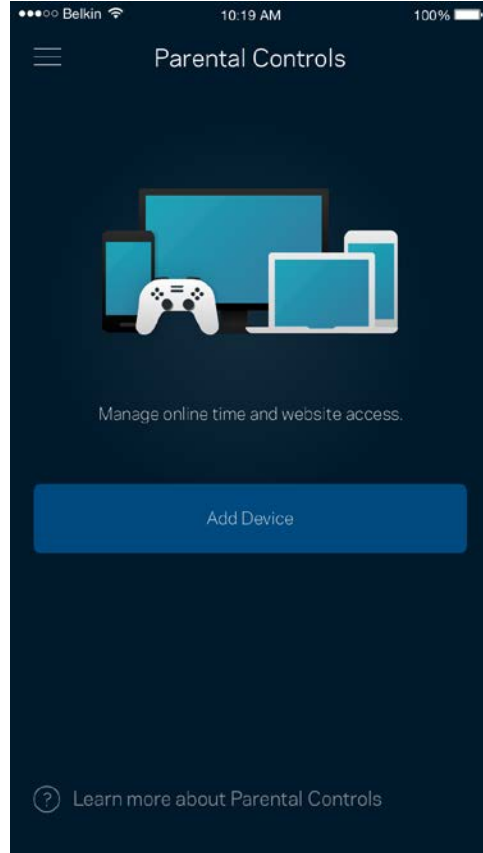 ●●●○○ Belkin 10:19 AM 100%
Parental Controls
Manage online time and website access.
Add Device
? Learn more about Parental Controls